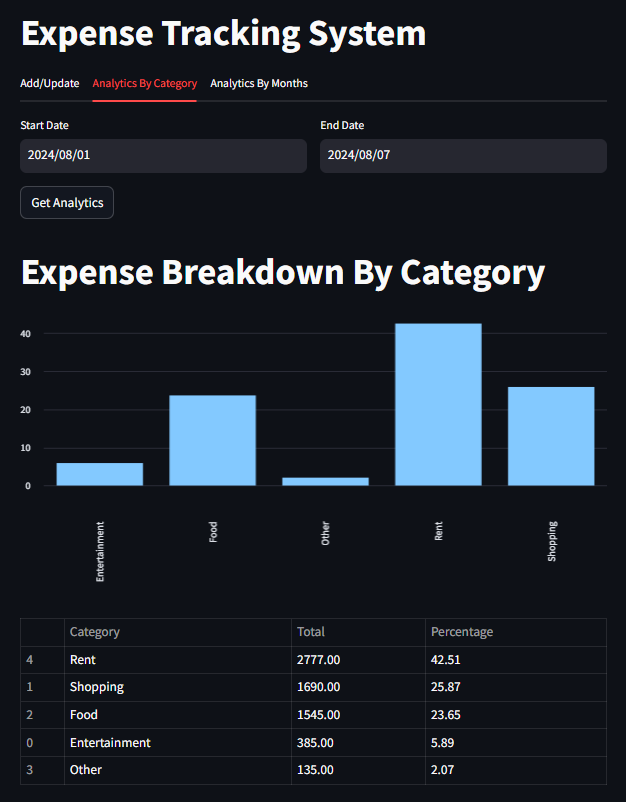 Expense Tracking System
Add/Update Analytics By Category Analytics By Months
Start Date End Date
2024/08/01 2024/08/07
Get Analytics
Expense Breakdown By Category
40
30
20
10
0
Entertainment Food Other Rent Shopping
Category Total Percentage
4 Rent 2777.00 42.51
1 Shopping 1690.00 25.87
2 Food 1545.00 23.65
0 Entertainment 385.00 5.89
3 Other 135.00 2.07